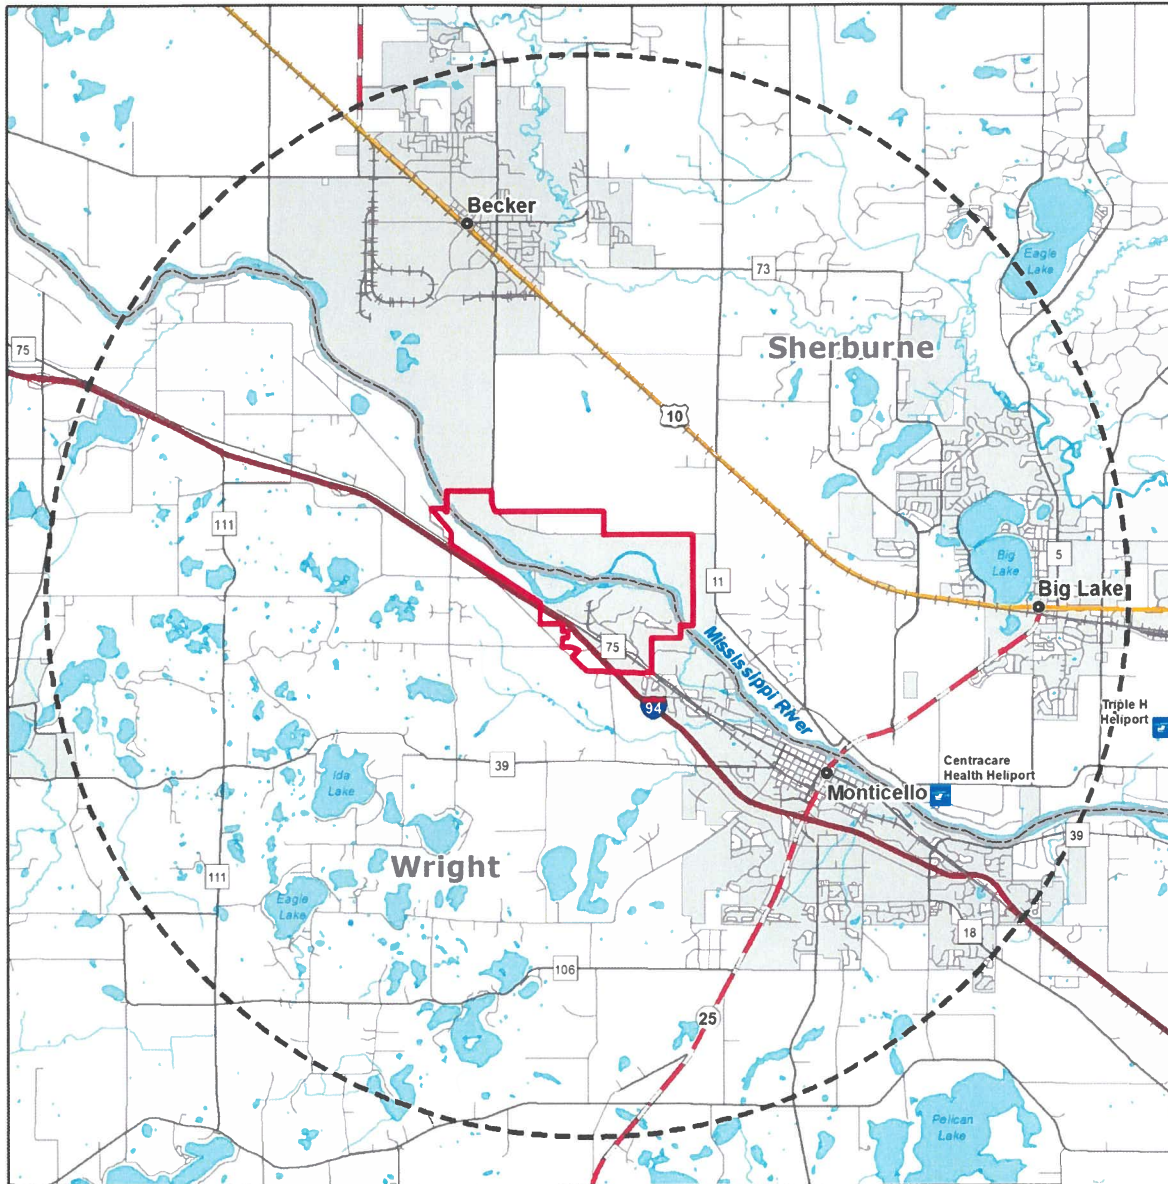 Becker
Eagle
Lake
73
Sherburne
75
10
111
Big
Lake
5
11
Big Lake
Mississippi River
75
94
Triple H
Heliport
Centracare
Health Heliport
39
Ida
Lake
Monticello
39
Wright
111
Eagle
Lake
18
106
25
Pelican
Lake